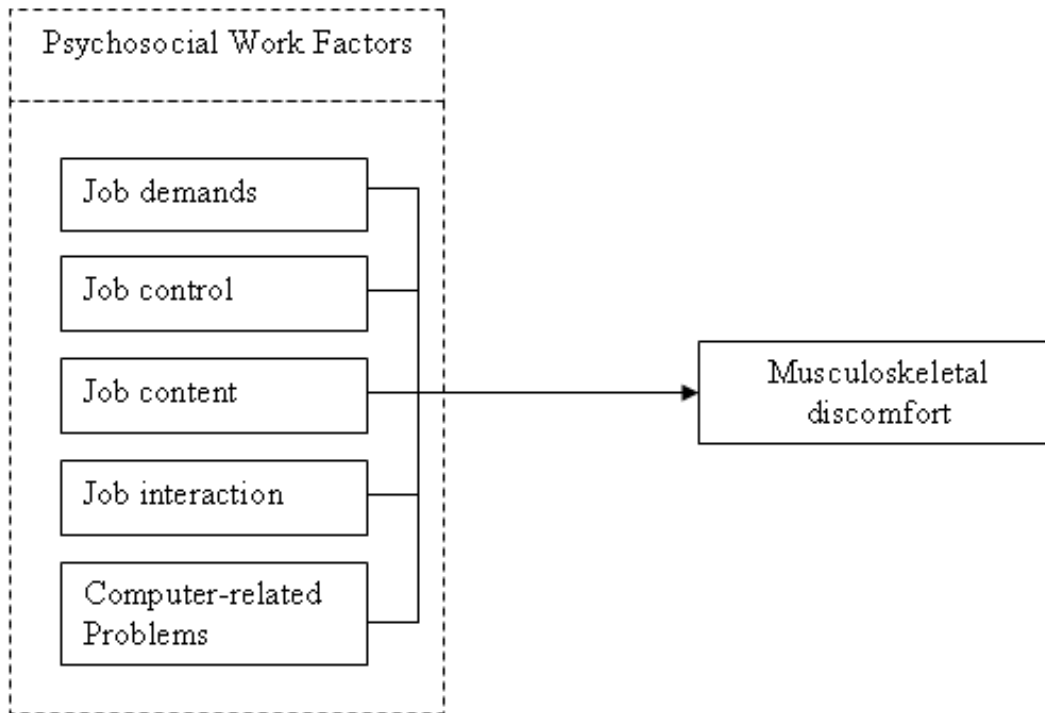 Psychosocial Work Factors
Job demands
Job control
Job content
Job interaction
Computer-related
Problems
Musculoskeletal
discomfort